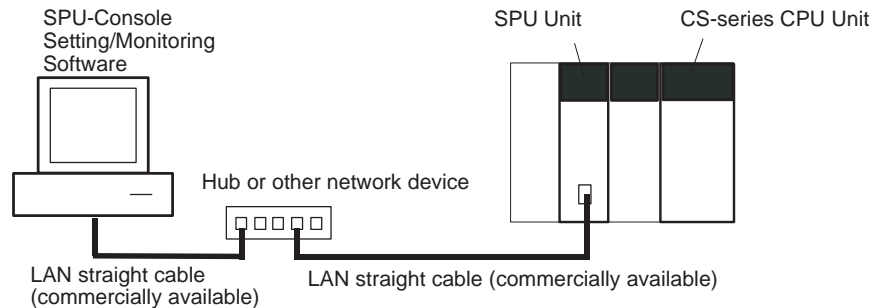 SPU-Console
Setting/Monitoring
Software
SPU Unit
CS-series CPU Unit
Hub or other network device
LAN straight cable
(commercially available)
LAN straight cable (commercially available)